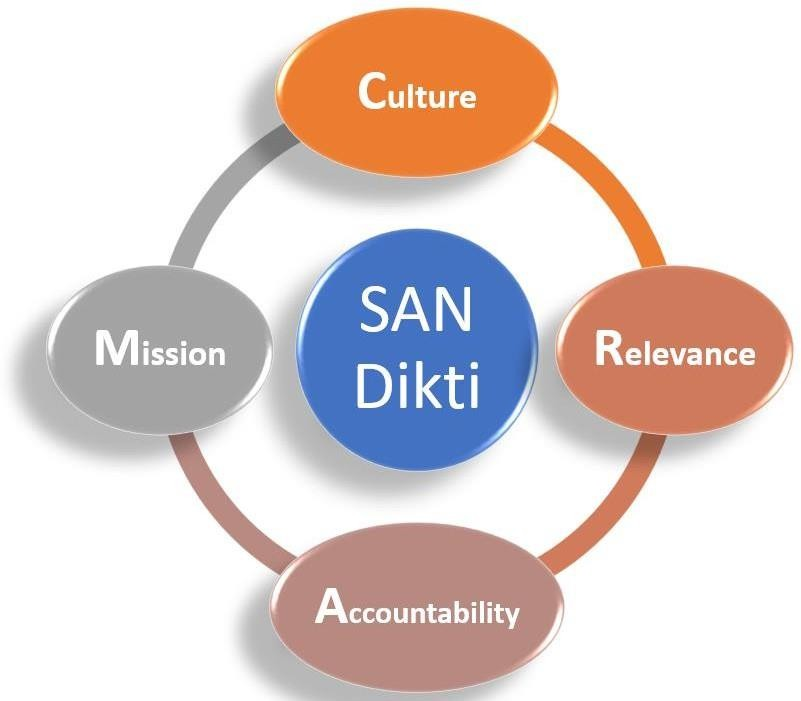 Culture
SAN
Dikti
Mission
Relevance
Accountability